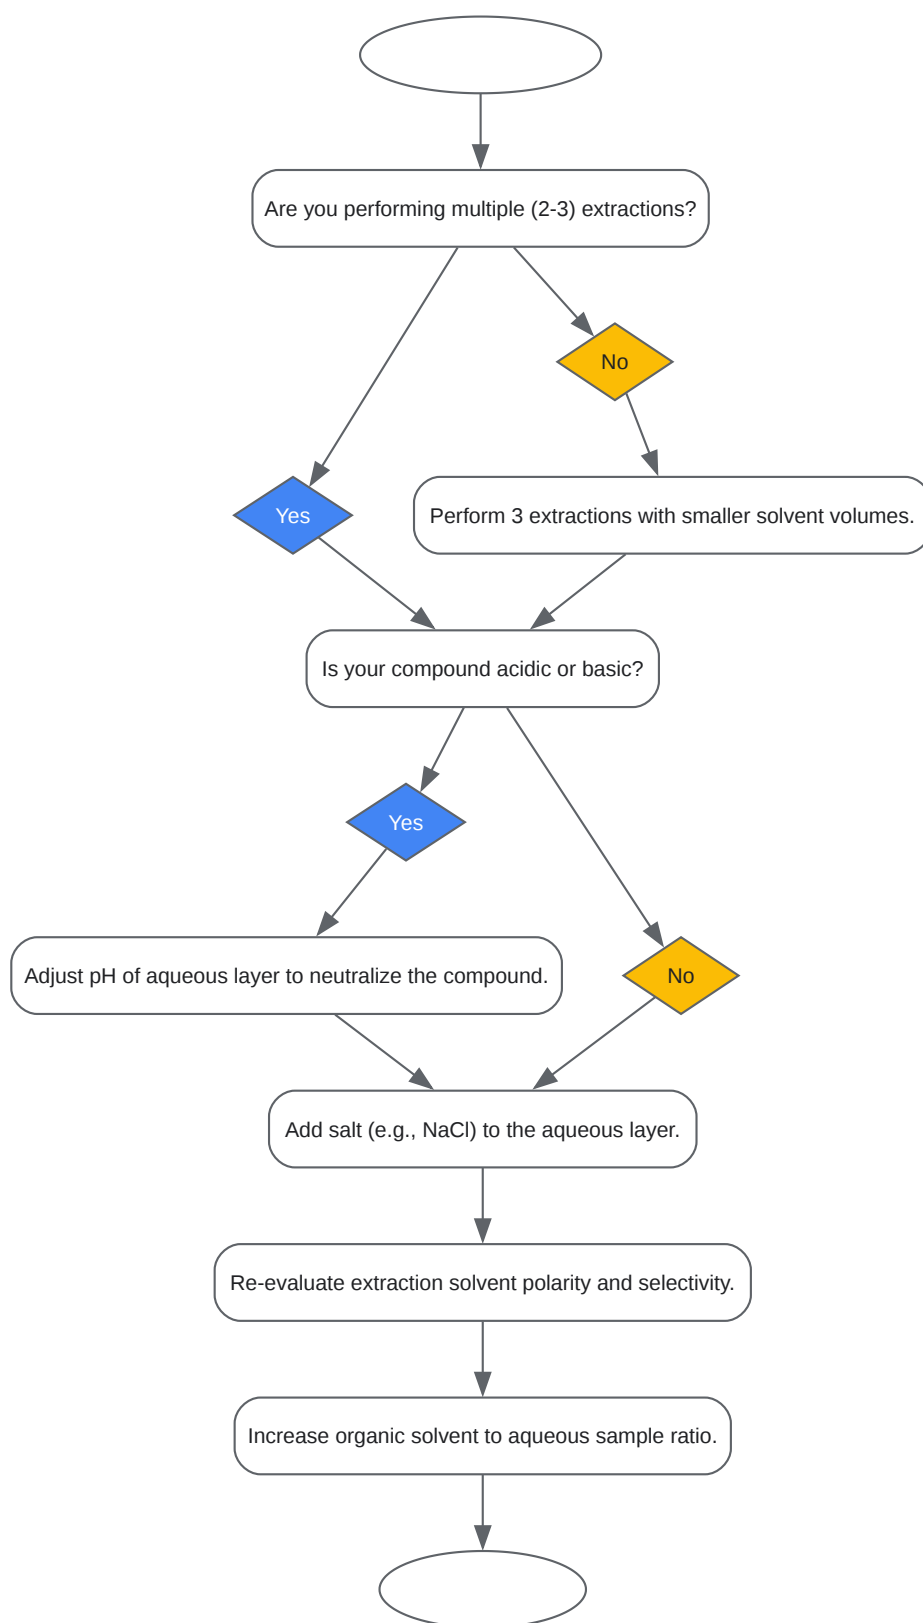 Are you performing multiple (2-3) extractions?
No
Yes
Perform 3 extractions with smaller solvent volumes.
Is your compound acidic or basic?
Yes
Adjust pH of aqueous layer to neutralize the compound.
No
Add salt (e.g., NaCl) to the aqueous layer.
Re-evaluate extraction solvent polarity and selectivity.
Increase organic solvent to aqueous sample ratio.